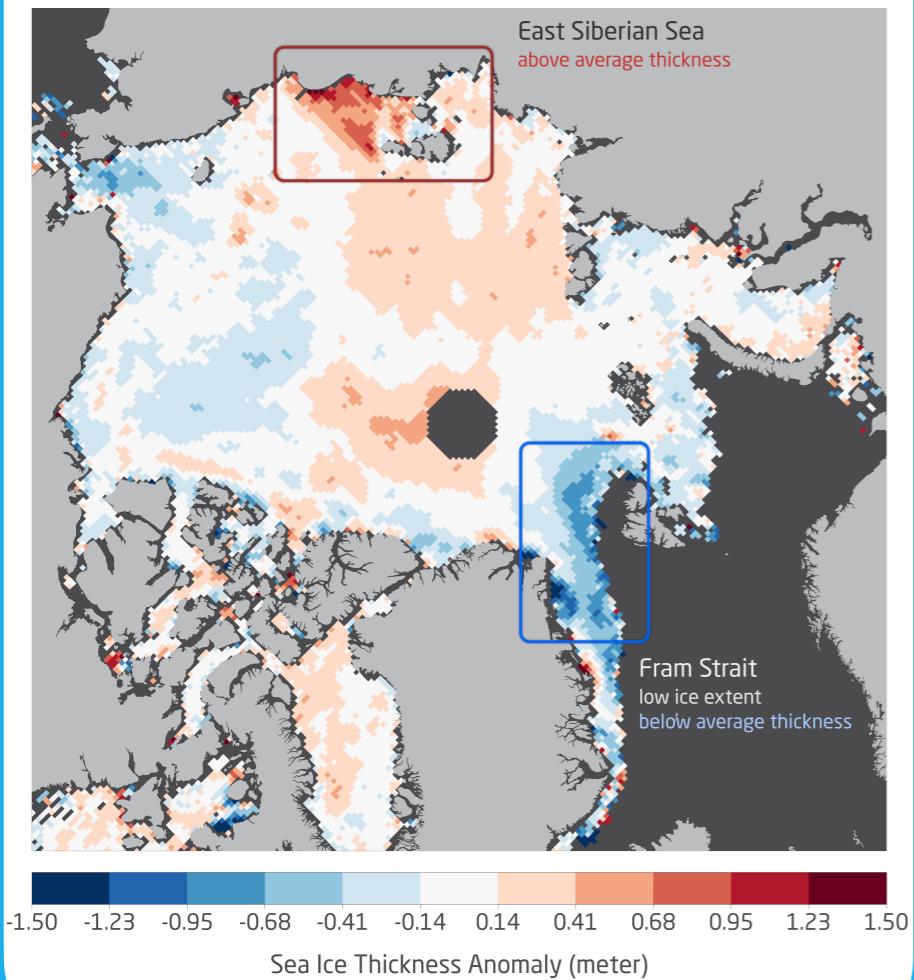 East Siberian Sea
above average thickness
Fram Strait
low ice extent
below average thickness
-1.50 -1.23 -0.95 -0.68 -0.41 -0.14 0.14 0.41 0.68 0.95 1.23 1.50
Sea Ice Thickness Anomaly (meter)